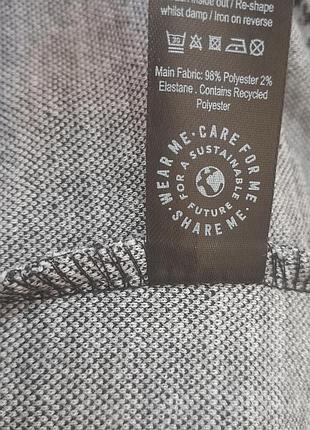 inside out / Re-shape
whilst damp / Iron on reverse
30
Main Fabric: 98% Polyester 2%
Elastane . Contains Recycled
Polyester
WEAR ME • CARE FOR ME •
SHARE ME •
FOR A SUSTAINABLE
FUTURE